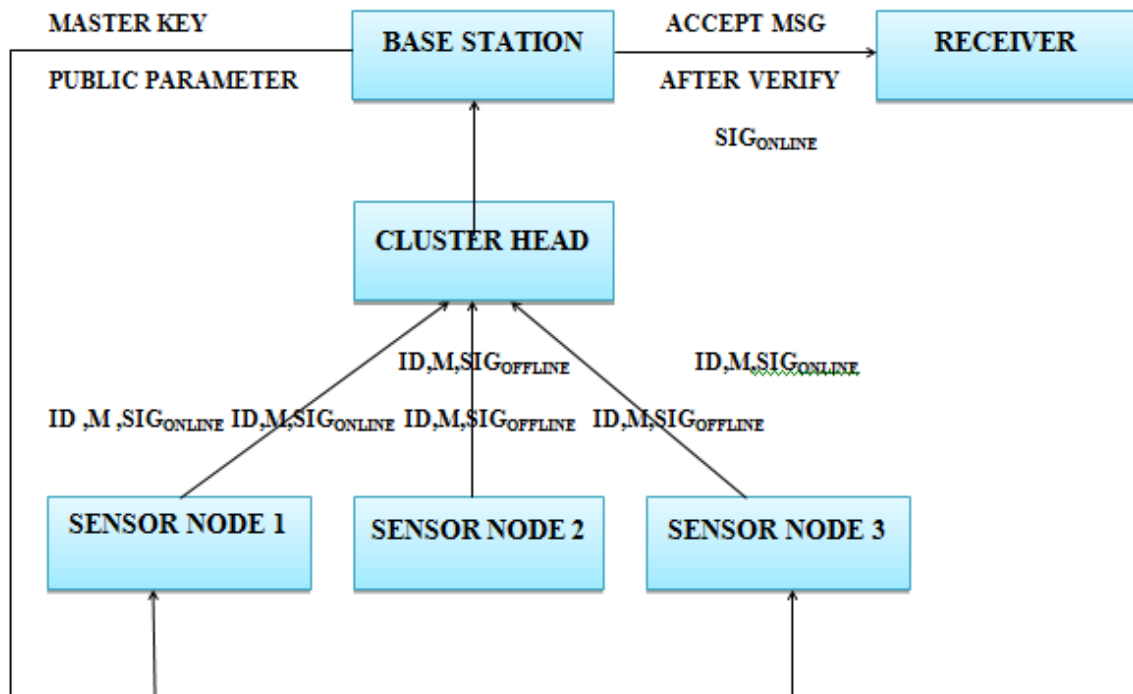 MASTER KEY
PUBLIC PARAMETER
BASE STATION
ACCEPT MSG
AFTER VERIFY
SIGONLINE
RECEIVER
CLUSTER HEAD
ID,M,SIGOFFLINE
ID,M,SIGONLINE
ID ,M ,SIGONLINE ID,M,SIGONLINE ID,M,SIGOFFLINE ID,M,SIGOFFLINE
SENSOR NODE 1
SENSOR NODE 2
SENSOR NODE 3